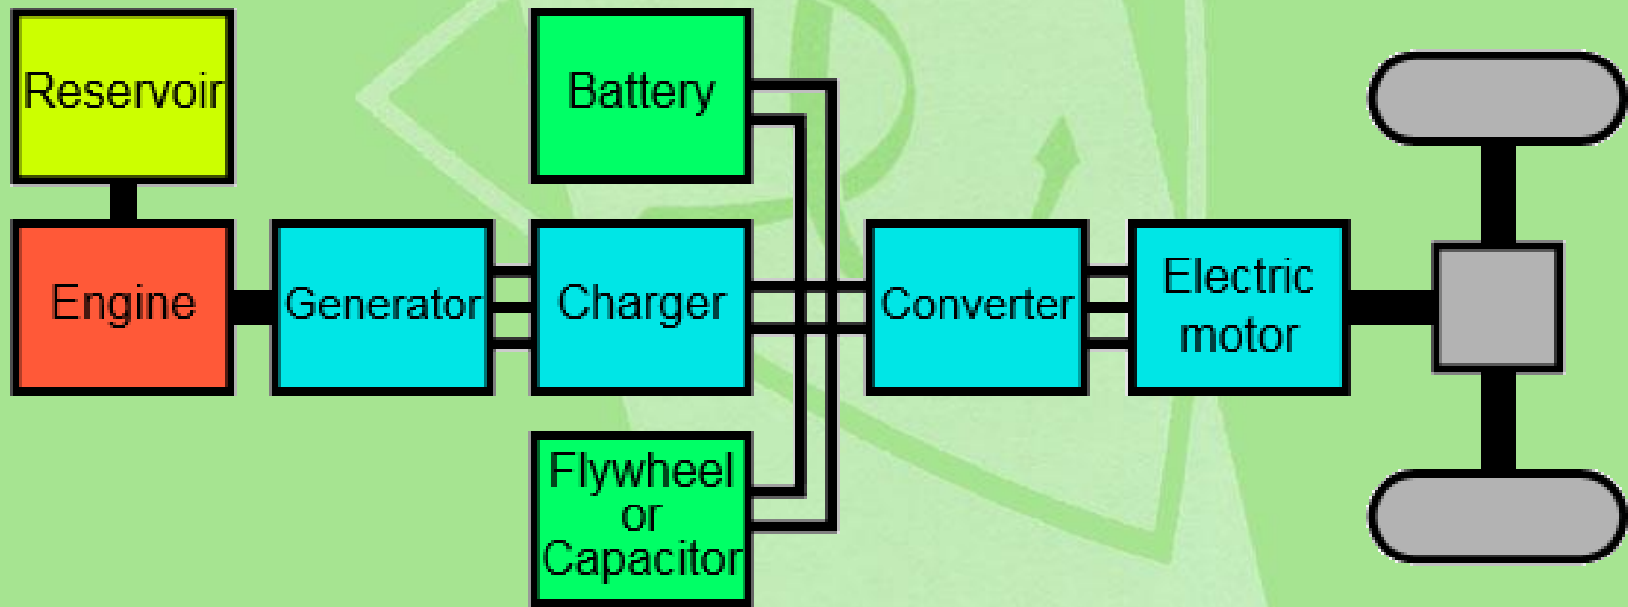 Reservoir
Battery
Engine
Generator
Charger
Converter
Electric
motor
Flywheel
or
Capacitor